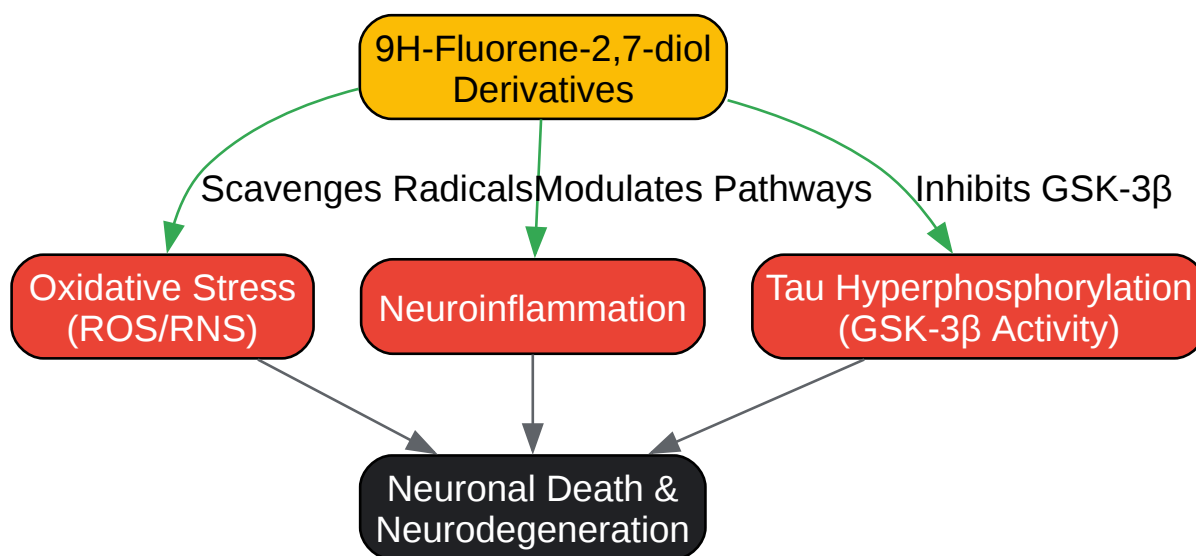 9H-Fluorene-2,7-diol
Derivatives
Scavenges Radicals
Modulates Pathways
Inhibits GSK-3β
Oxidative Stress
(ROS/RNS)
Neuroinflammation
Tau Hyperphosphorylation
(GSK-3β Activity)
Neuronal Death &
Neurodegeneration